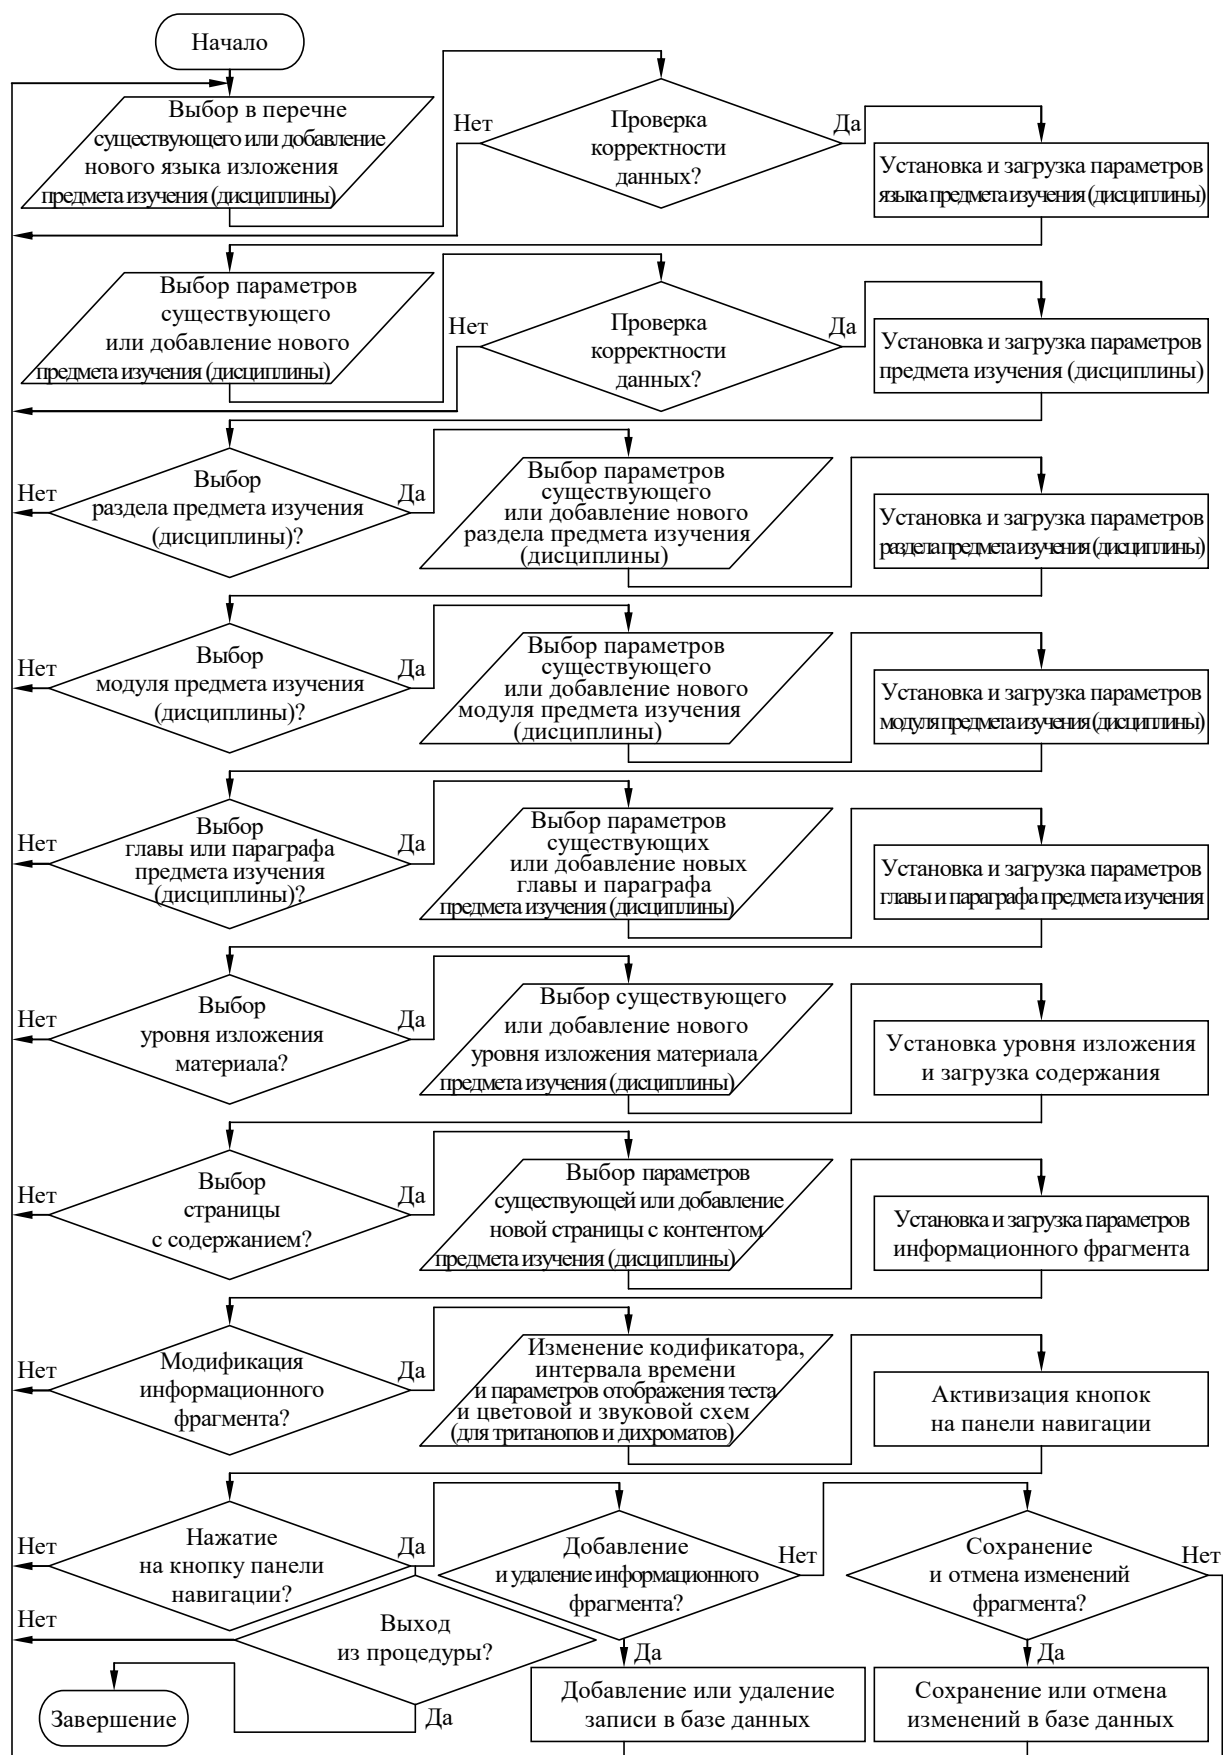 Начало
Выбор в перечне
существующего или добавление
нового языка изложения
предмета изучения (дисциплины)
Нет
Проверка
корректности
данных?
Да
Установка и загрузка параметров
языка предмета изучения (дисциплины)
Выбор параметров
существующего
или добавление нового
предмета изучения (дисциплины)
Нет
Проверка
корректности
данных?
Да
Установка и загрузка параметров
предмета изучения (дисциплины)
Нет
Выбор
раздела предмета изучения
(дисциплины)?
Да
Выбор параметров
существующего
или добавление нового
раздела предмета изучения
(дисциплины)
Установка и загрузка параметров
раздела предмета изучения (дисциплины)
Нет
Выбор
модуля предмета изучения
(дисциплины)?
Да
Выбор параметров
существующего
или добавление нового
модуля предмета изучения
(дисциплины)
Установка и загрузка параметров
модуля предмета изучения (дисциплины)
Нет
Выбор
главы или параграфа
предмета изучения
(дисциплины)?
Да
Выбор параметров
существующих
или добавление новых
главы и параграфа
предмета изучения (дисциплины)
Установка и загрузка параметров
главы и параграфа предмета изучения
Нет
Выбор
уровня изложения
материала?
Да
Выбор существующего
или добавление нового
уровня изложения материала
предмета изучения (дисциплины)
Установка уровня изложения
и загрузка содержания
Нет
Выбор
страницы
с содержанием?
Да
Выбор параметров
существующей или добавление
новой страницы с контентом
предмета изучения (дисциплины)
Установка и загрузка параметров
информационного фрагмента
Нет
Модификация
информационного
фрагмента?
Да
Изменение кодификатора,
интервала времени
и параметров отображения теста
и цветовой и звуковой схем
(для тританопов и дихроматов)
Активизация кнопок
на панели навигации
Нет
Нажатие
на кнопку панели
навигации?
Да
Добавление
и удаление информационного
фрагмента?
Нет
Сохранение
и отмена изменений
фрагмента?
Нет
Нет
Выход
из процедуры?
Да
Да
Завершение
Да
Добавление или удаление
записи в базе данных
Сохранение или отмена
изменений в базе данных